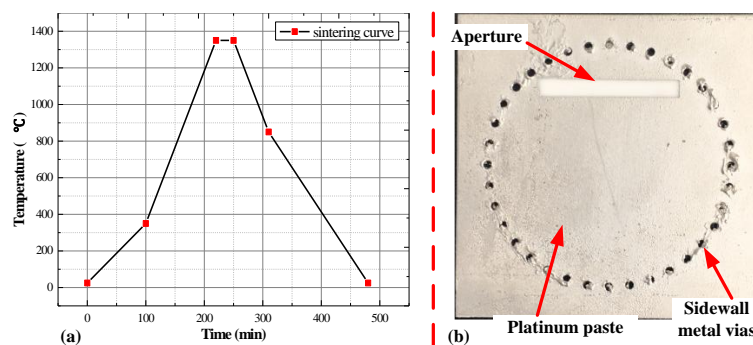 1400
1200
1000
800
600
400
200
0
Temperature( ℃)
sintering curve
0
100
200
300
400
500
Time (min)
(a)
Aperture
Platinum paste
Sidewall
metal vias
(b)